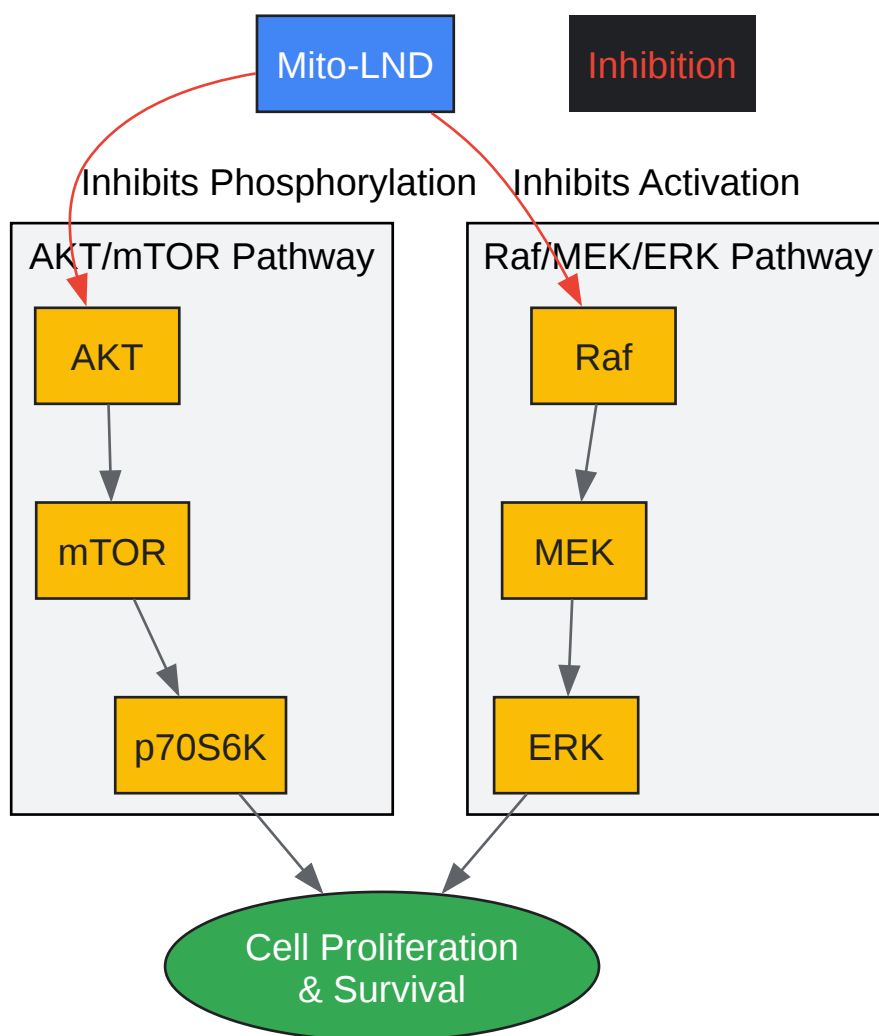 Mito-LND
Inhibition
Inhibits Phosphorylation
Inhibits Activation
AKT/mTOR Pathway
Raf/MEK/ERK Pathway
AKT
Raf
mTOR
MEK
p70S6K
ERK
Cell Proliferation
& Survival